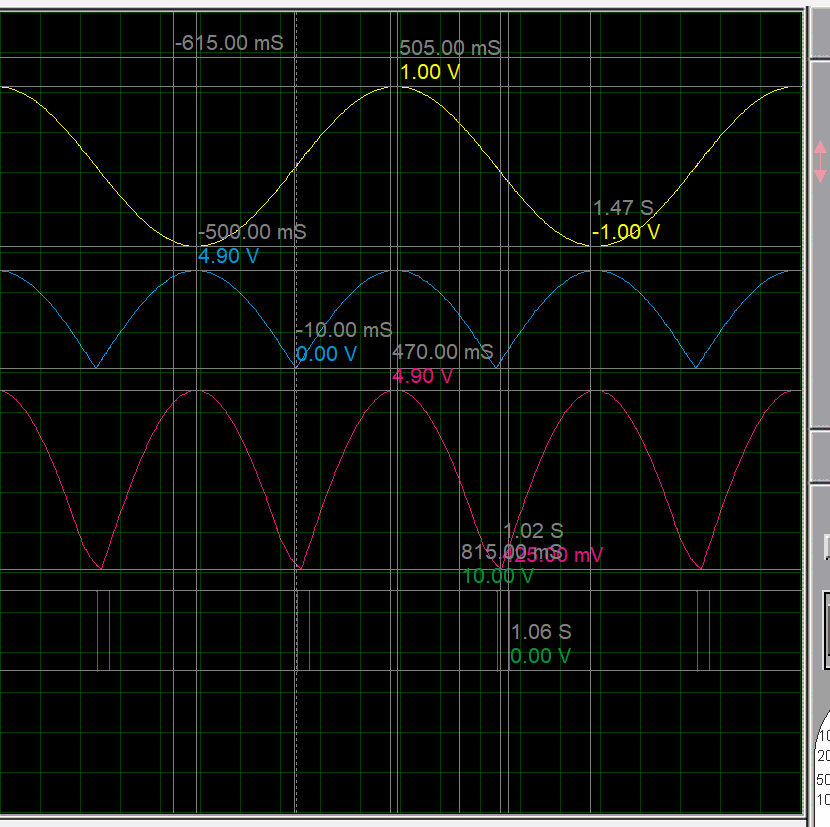 -615.00 mS
505.00 mS
1.00 V
1.47 S
-1.00 V
-500.00 mS
4.90 V
-10.00 mS
0.00 V
470.00 mS
4.90 V
1.02 S
815.00 mS
10.00 V
1.06 S
0.00 V